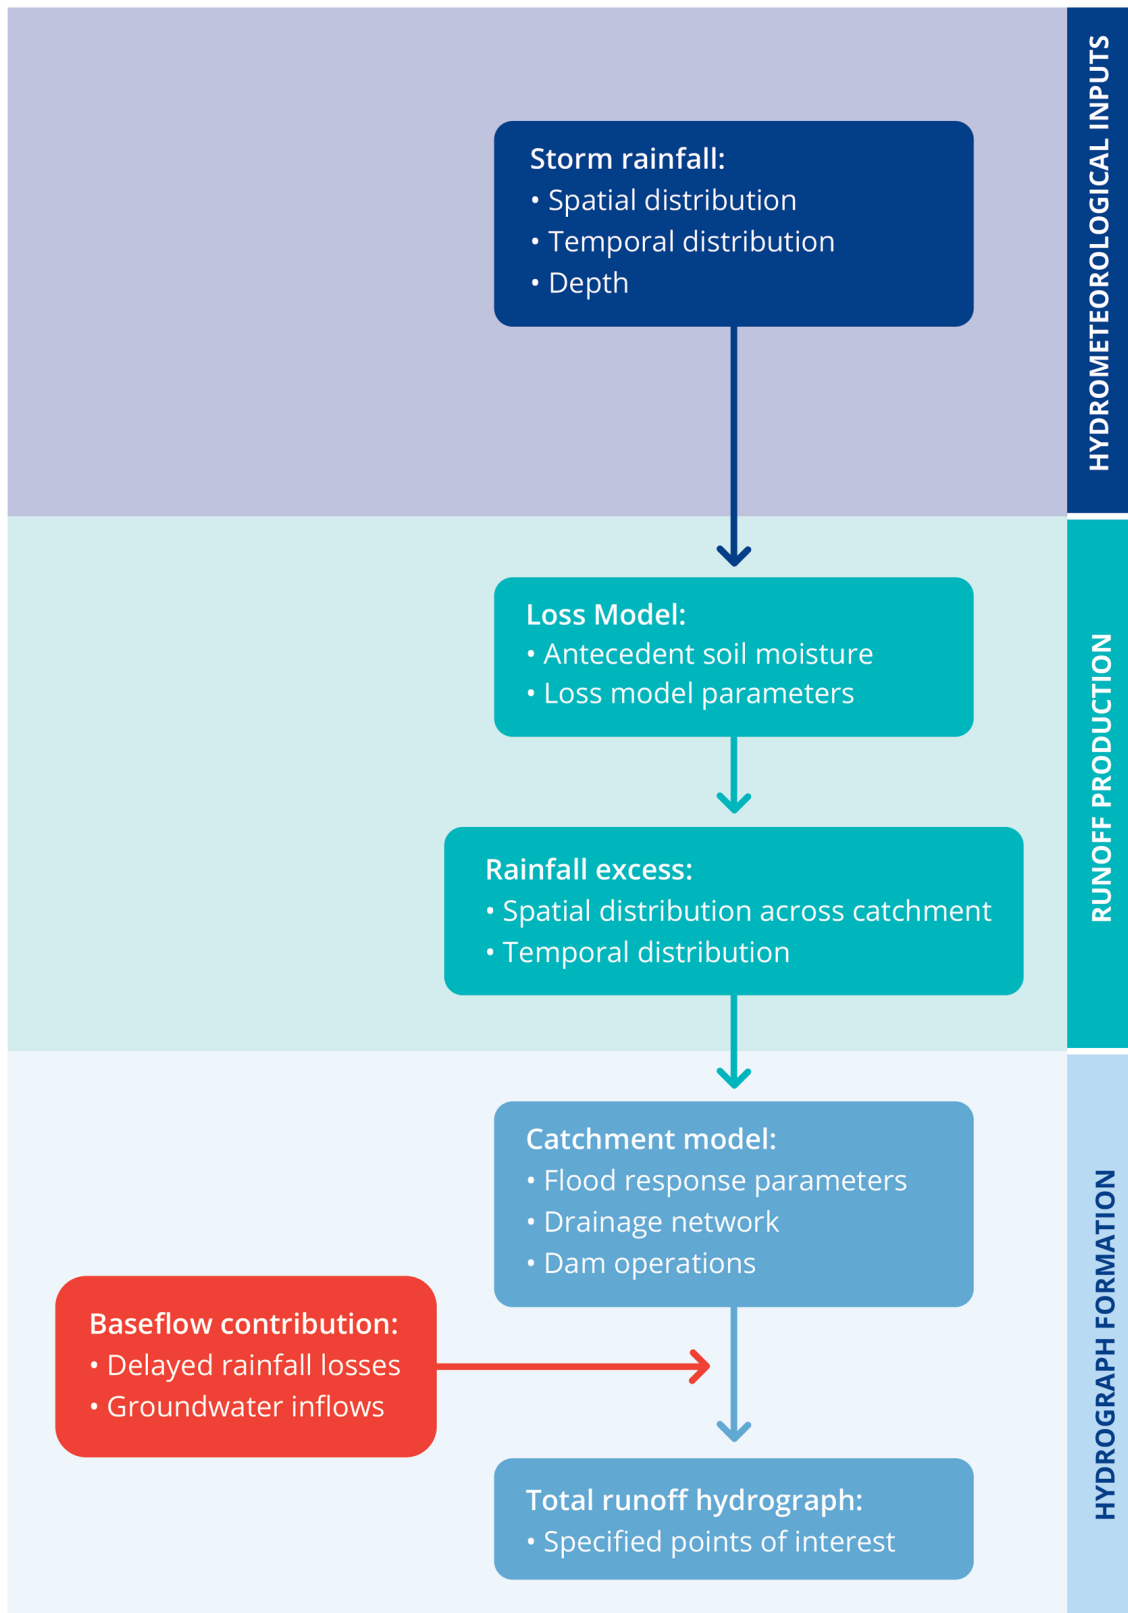 HYDROMETEOROLOGICAL INPUTS
Storm rainfall:
• Spatial distribution
• Temporal distribution
• Depth
RUNOFF PRODUCTION
Loss Model:
• Antecedent soil moisture
• Loss model parameters
Rainfall excess:
• Spatial distribution across catchment
• Temporal distribution
HYDROGRAPH FORMATION
Catchment model:
• Flood response parameters
• Drainage network
• Dam operations
Baseflow contribution:
• Delayed rainfall losses
• Groundwater inflows
Total runoff hydrograph:
• Specified points of interest